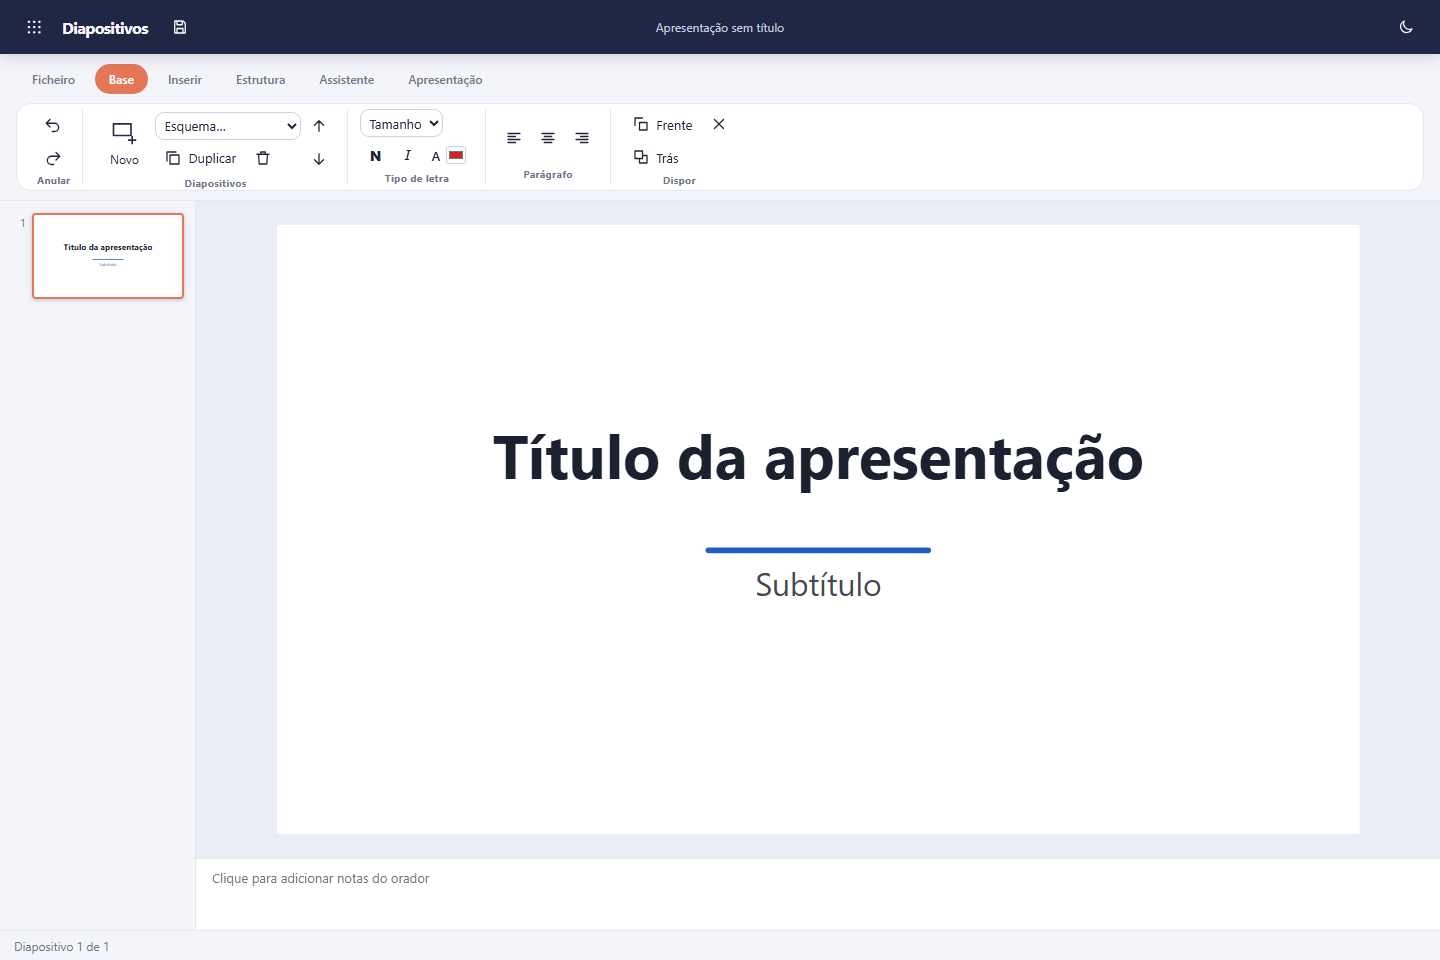 Diapositivos
Apresentação sem título
Ficheiro
Base
Inserir
Estrutura
Assistente
Apresentação
Anular
Novo
Esquema...
Duplicar
Diapositivos
Tamanho
N
I
A
Tipo de letra
Parágrafo
Frente
Trás
Dispor
1
Título da apresentação
Subtítulo
Título da apresentação
Subtítulo
Clique para adicionar notas do orador
Diapositivo 1 de 1